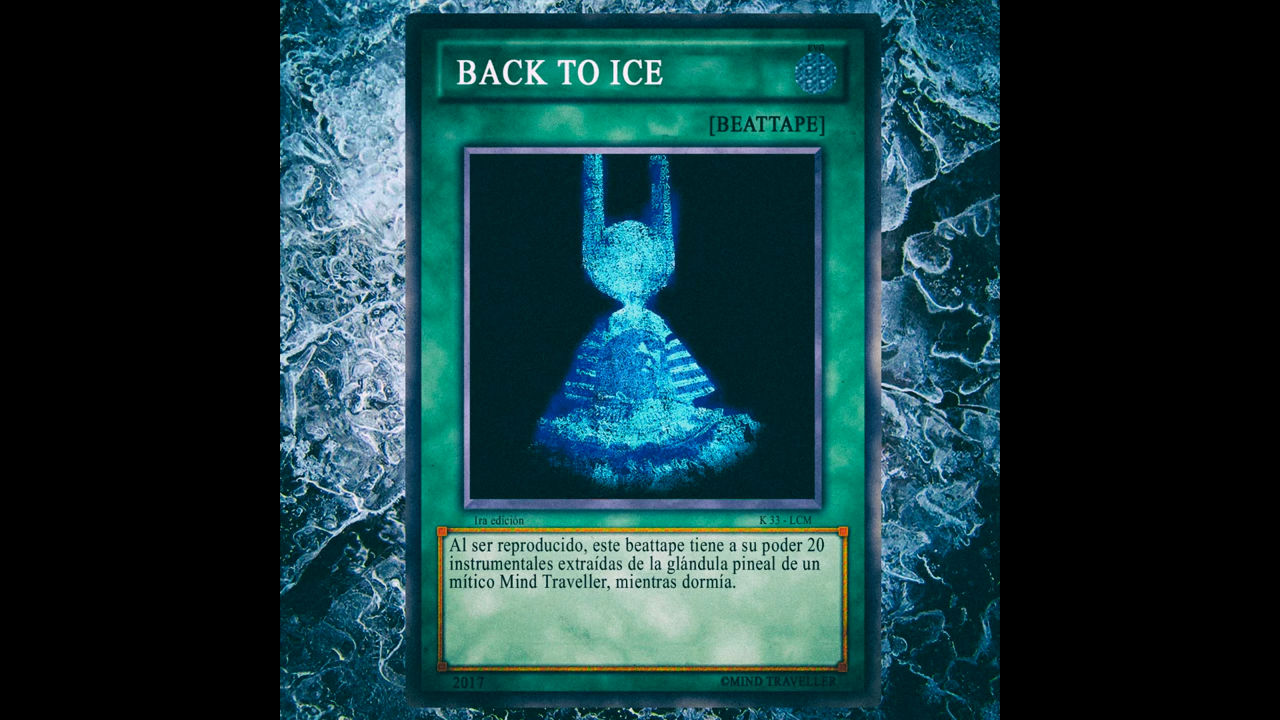 BACK TO ICE
[BEATTAPE]
1ra edición
K 33 - LCM
Al ser reproducido, este beattape tiene a su poder 20
instrumentales extraídas de la glándula pineal de un
mítico Mind Traveller, mientras dormía.
2017
©MIND TRAVELLER